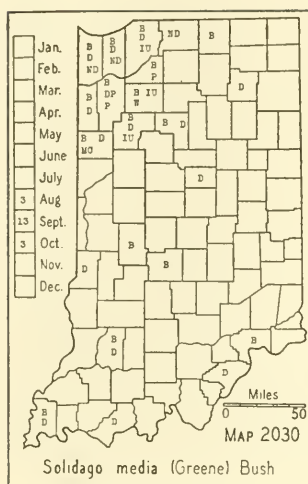 Jan.
Feb.
Mar.
Apr.
May
June
July
3 Aug
13 Sept.
3 Oct.
Nov.
Dec.
B
D
ND
B
D
ND
B
D
IU
ND
B
B
P
B
D
B DP
P
B IU
W
D
B
D
IU
B D
B D
MO
D
D
B
B
D
B
D
B
D
B
D
D
Miles
0 50
MAP 2030
Solidago media (Greene) Bush